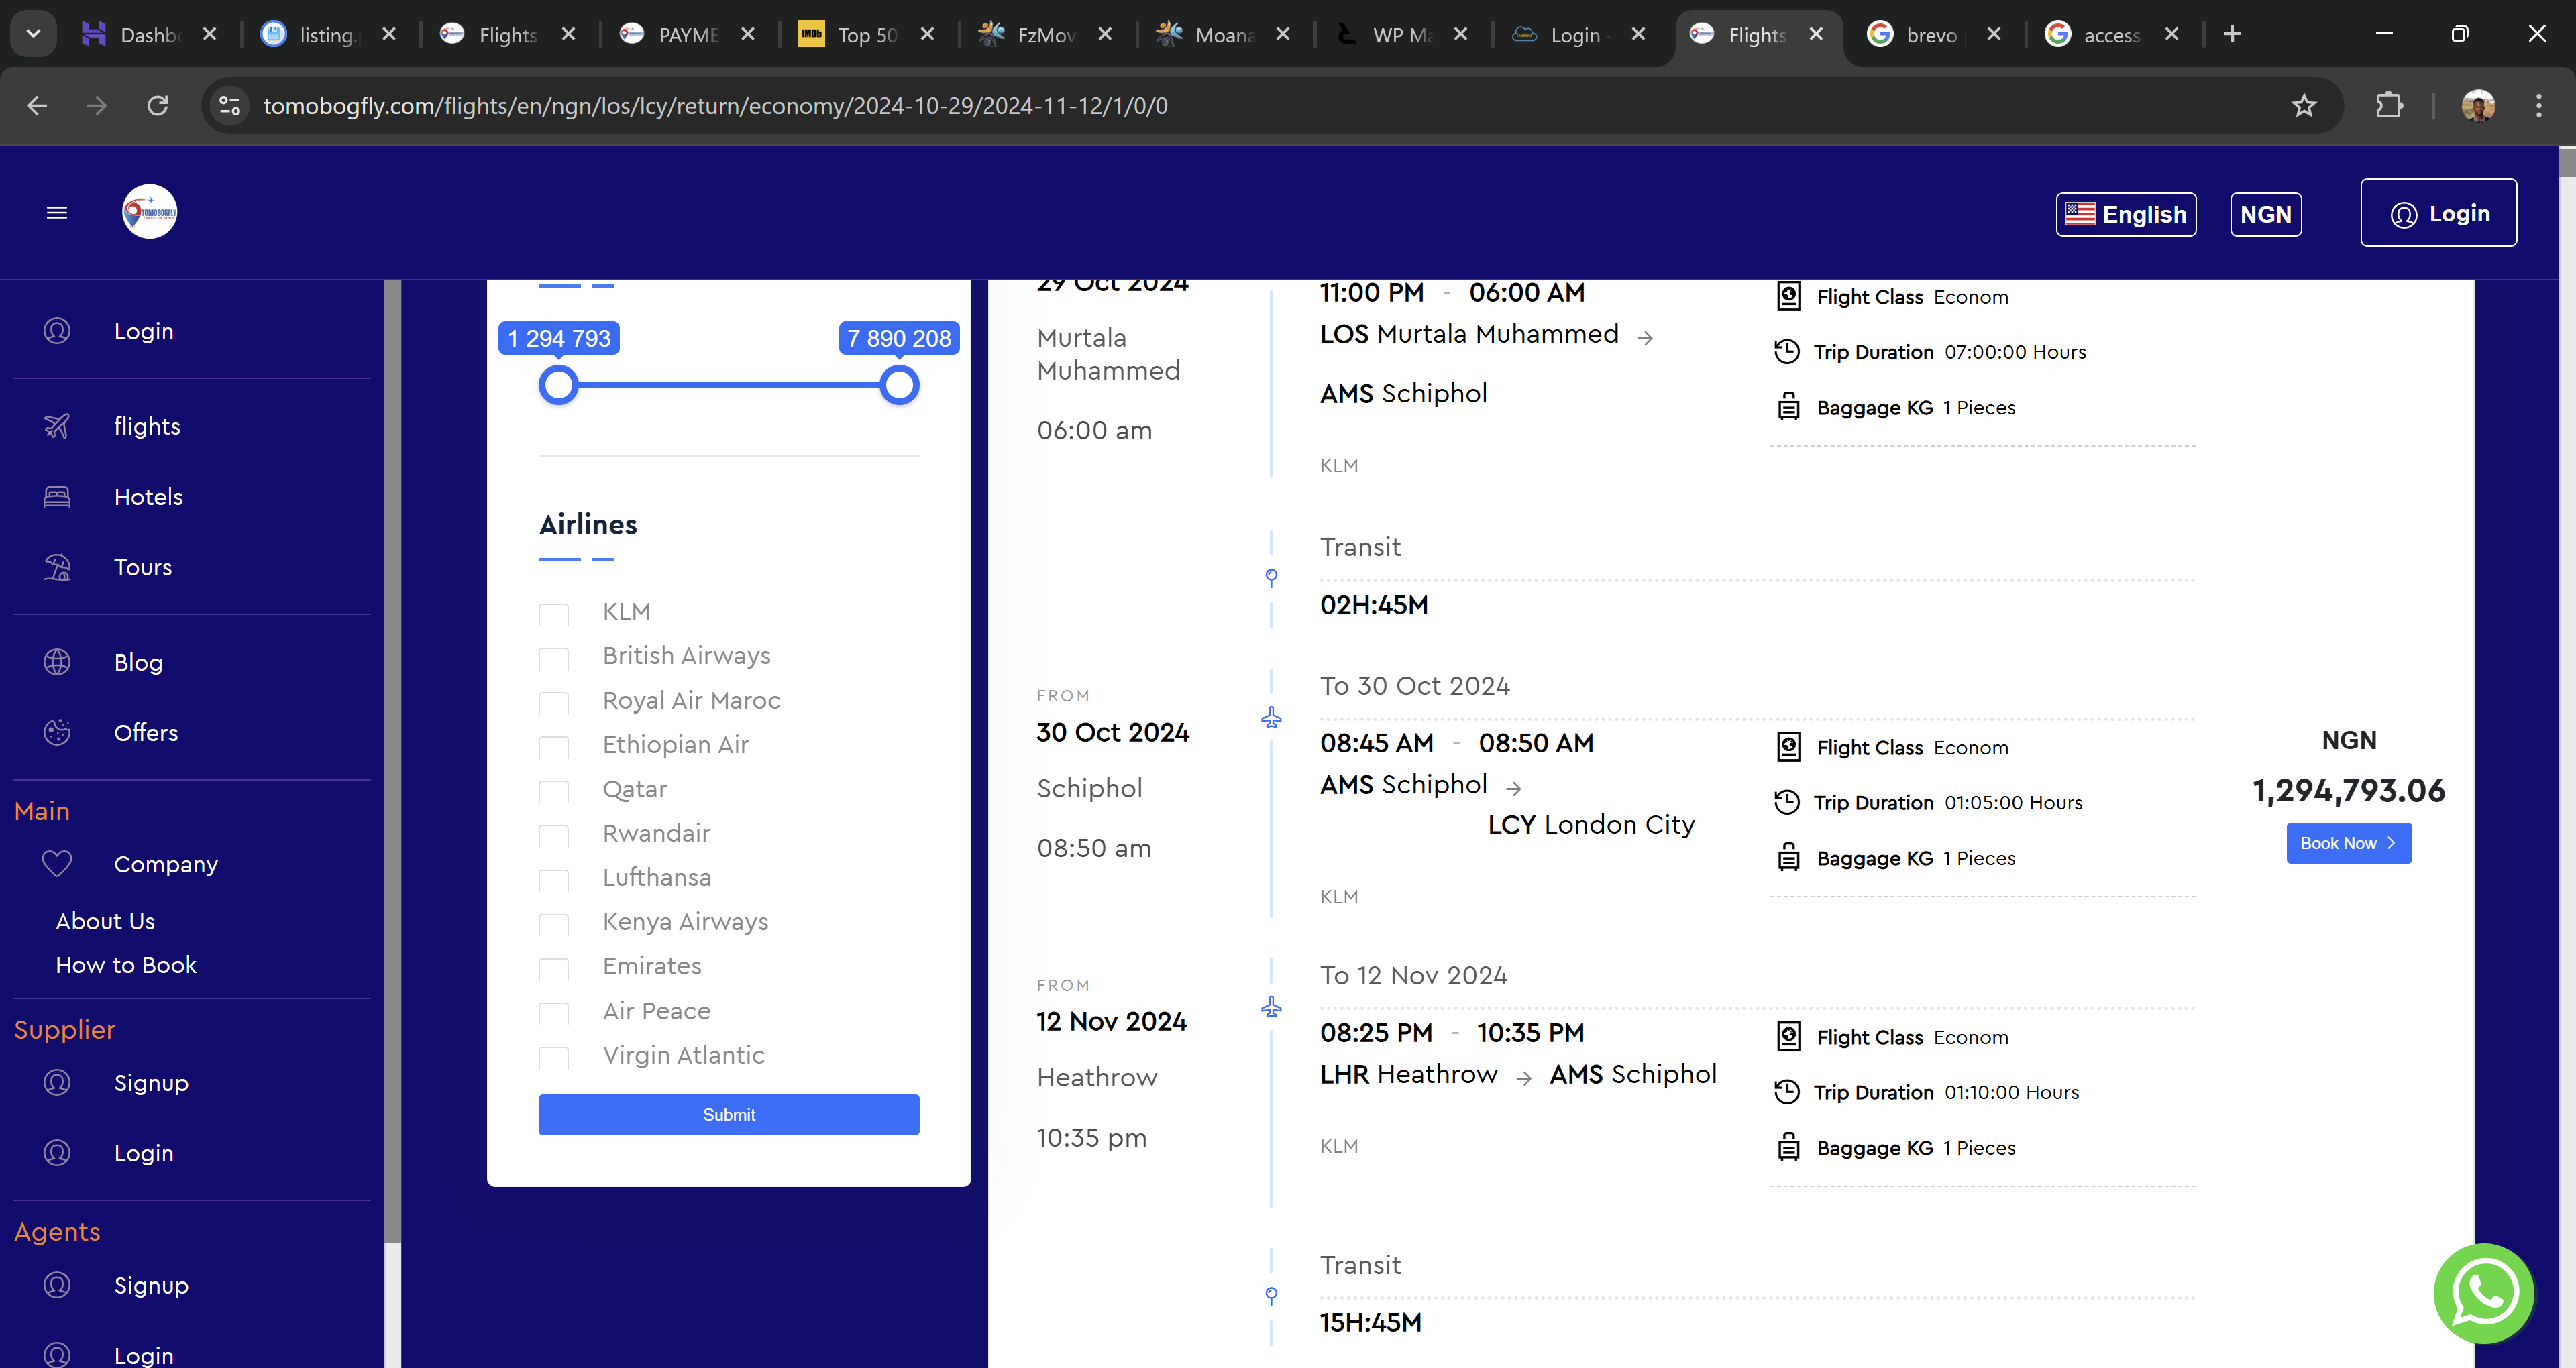 Dashb
listing.
Flights
PAYME
IMDb
Top 50
FzMov
Moana
WP Ma
Login
Flights
brevo
access
tomobogfly.com/flights/en/ngn/los/lcy/return/economy/2024-10-29/2024-11-12/1/0/0
TOMOBOGFLY
English
NGN
Login
Login
flights
Hotels
Tours
Blog
Offers
Main
Company
About Us
How to Book
Supplier
Signup
Login
Agents
Signup
Login
1 294 793
7 890 208
Airlines
KLM
British Airways
Royal Air Maroc
Ethiopian Air
Qatar
Rwandair
Lufthansa
Kenya Airways
Emirates
Air Peace
Virgin Atlantic
Submit
29 Oct 2024
Murtala
Muhammed
06:00 am
11:00 PM - 06:00 AM
LOS Murtala Muhammed →
AMS Schiphol
KLM
Flight Class Econom
Trip Duration 07:00:00 Hours
Baggage KG 1 Pieces
Transit
02H:45M
FROM
30 Oct 2024
Schiphol
08:50 am
To 30 Oct 2024
08:45 AM - 08:50 AM
AMS Schiphol →
LCY London City
KLM
Flight Class Econom
Trip Duration 01:05:00 Hours
Baggage KG 1 Pieces
NGN
1,294,793.06
Book Now >
FROM
12 Nov 2024
Heathrow
10:35 pm
To 12 Nov 2024
08:25 PM - 10:35 PM
LHR Heathrow → AMS Schiphol
KLM
Flight Class Econom
Trip Duration 01:10:00 Hours
Baggage KG 1 Pieces
Transit
15H:45M